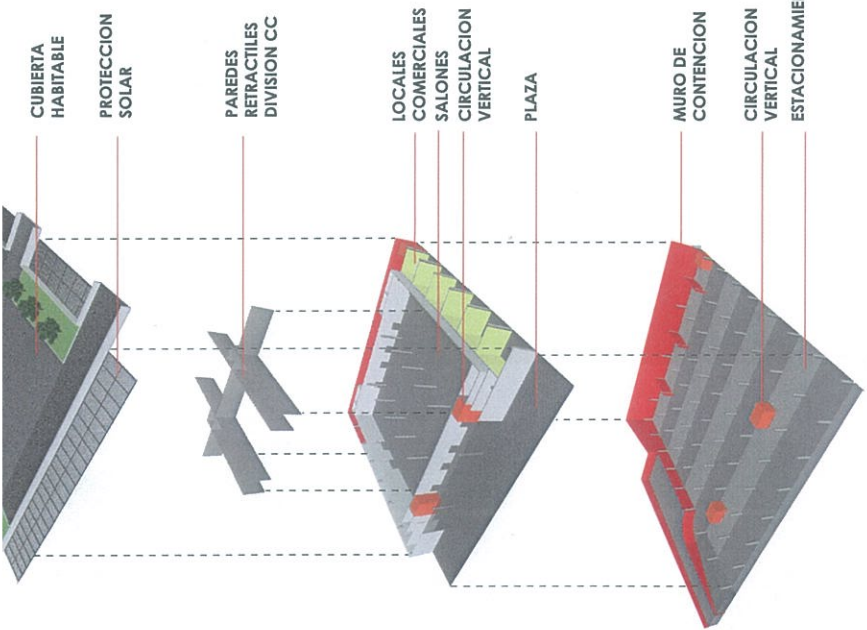 CUBIERTA
HABITABLE
PROTECCION
SOLAR
PAREDES
RETRACTILES
DIVISION CC
LOCALES
COMERCIALES
SALONES
CIRCULACION
VERTICAL
PLAZA
MURO DE
CONTENCION
CIRCULACION
VERTICAL
ESTACIONAMIE